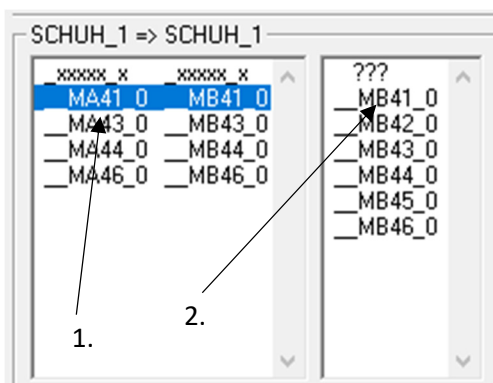 SCHUH_1 => SCHUH_1
_xxxxx_x _xxxxx_x
__MA41_0 __MB41_0
__MA43_0 __MB43_0
__MA44_0 __MB44_0
__MA46_0 __MB46_0
???
__MB41_0
__MB42_0
__MB43_0
__MB44_0
__MB45_0
__MB46_0
1.
2.